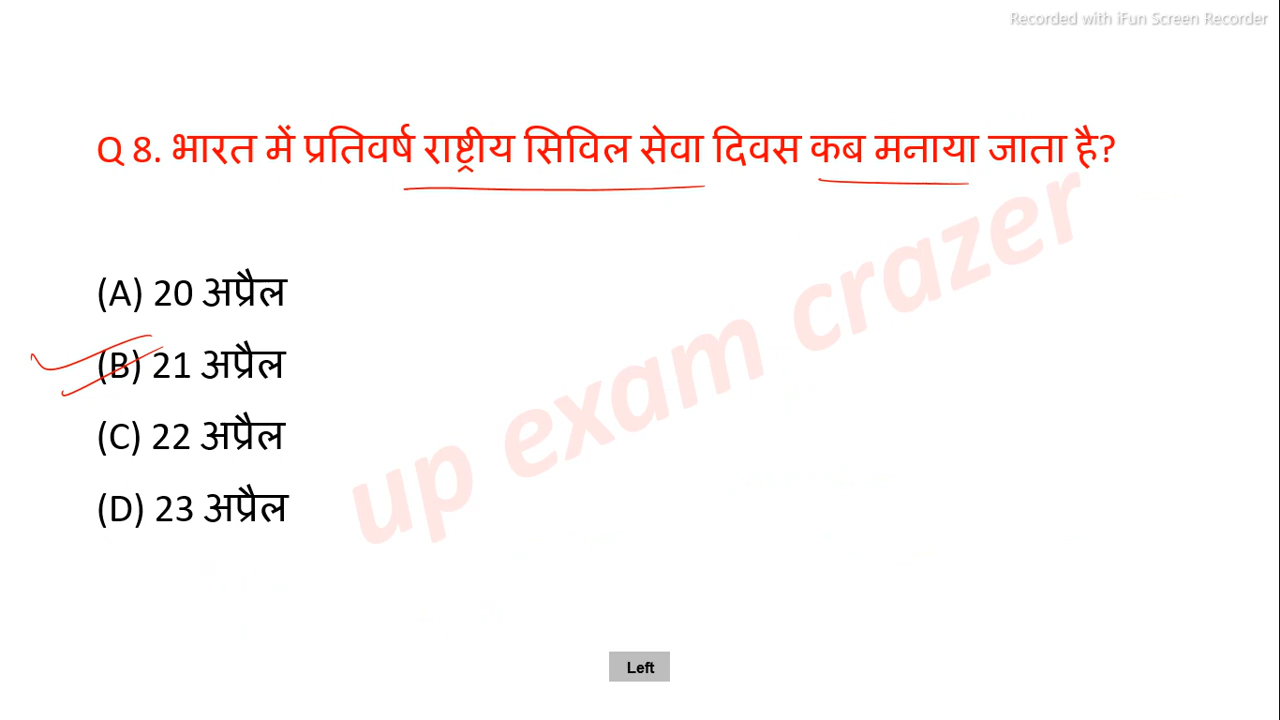 Recorded with iFun Screen Recorder
Q 8. भारत में प्रतिवर्ष राष्ट्रीय सिविल सेवा दिवस कब मनाया जाता है?
(A) 20 अप्रैल
(B) 21 अप्रैल
(C) 22 अप्रैल
(D) 23 अप्रैल
up exam crazer
Left